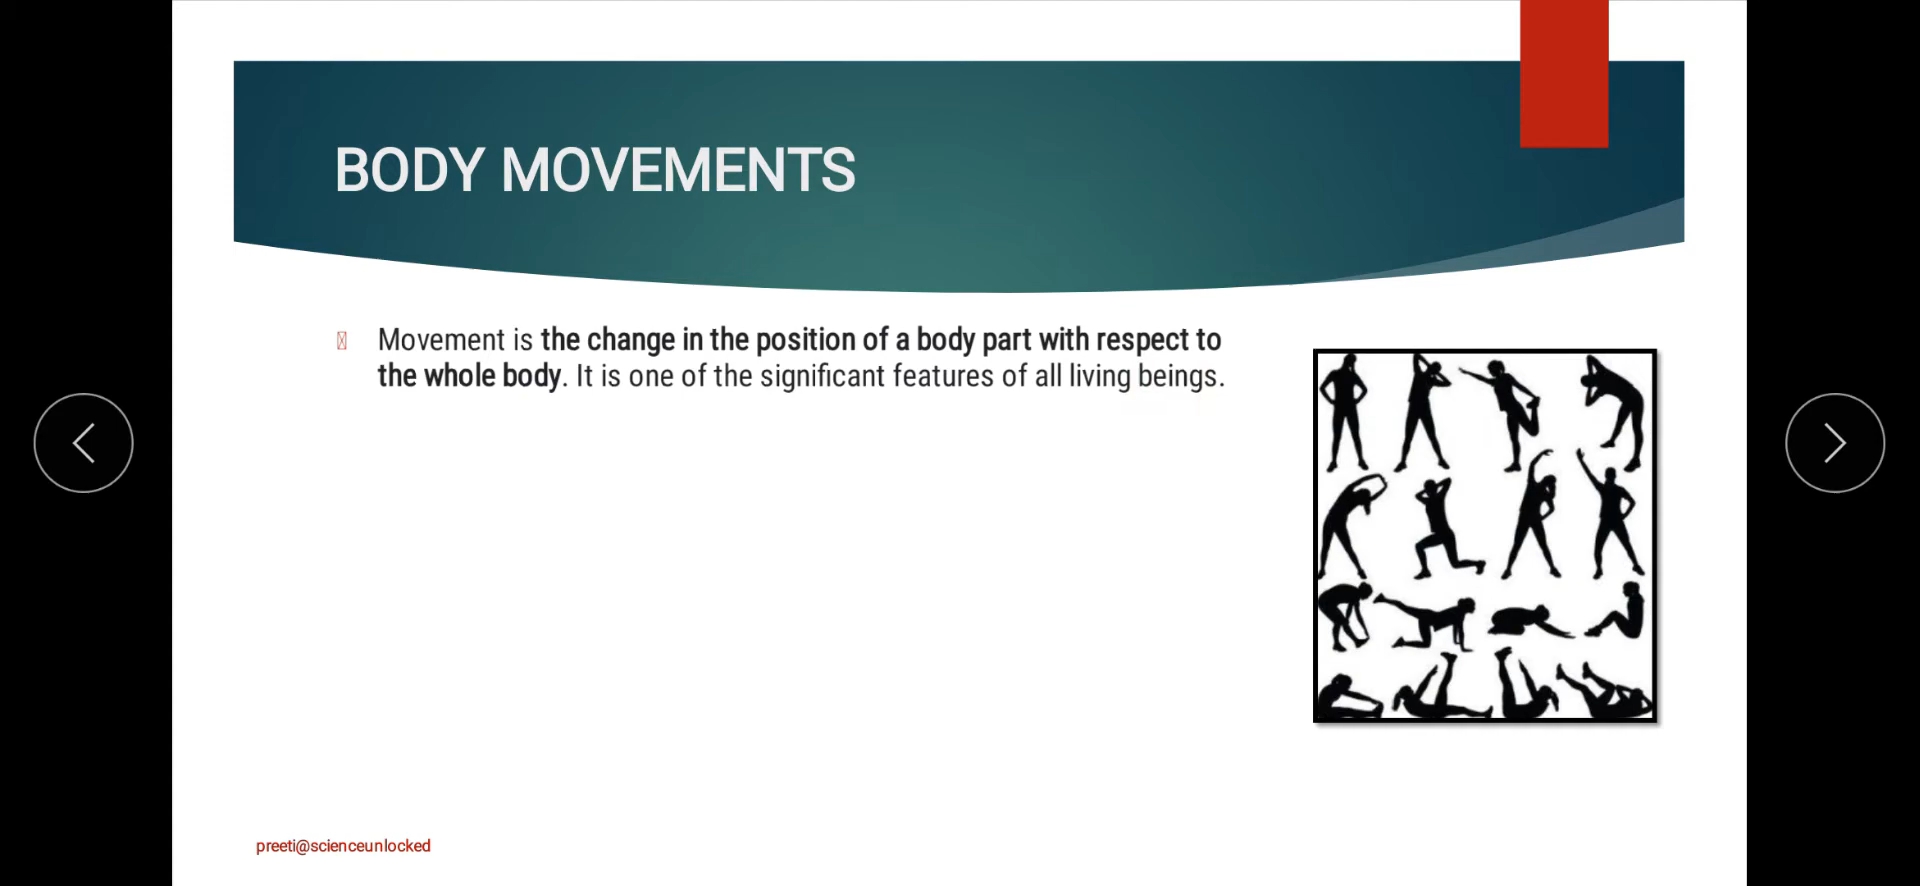 BODY MOVEMENTS
Movement is the change in the position of a body part with respect to
the whole body. It is one of the significant features of all living beings.
preeti@scienceunlocked